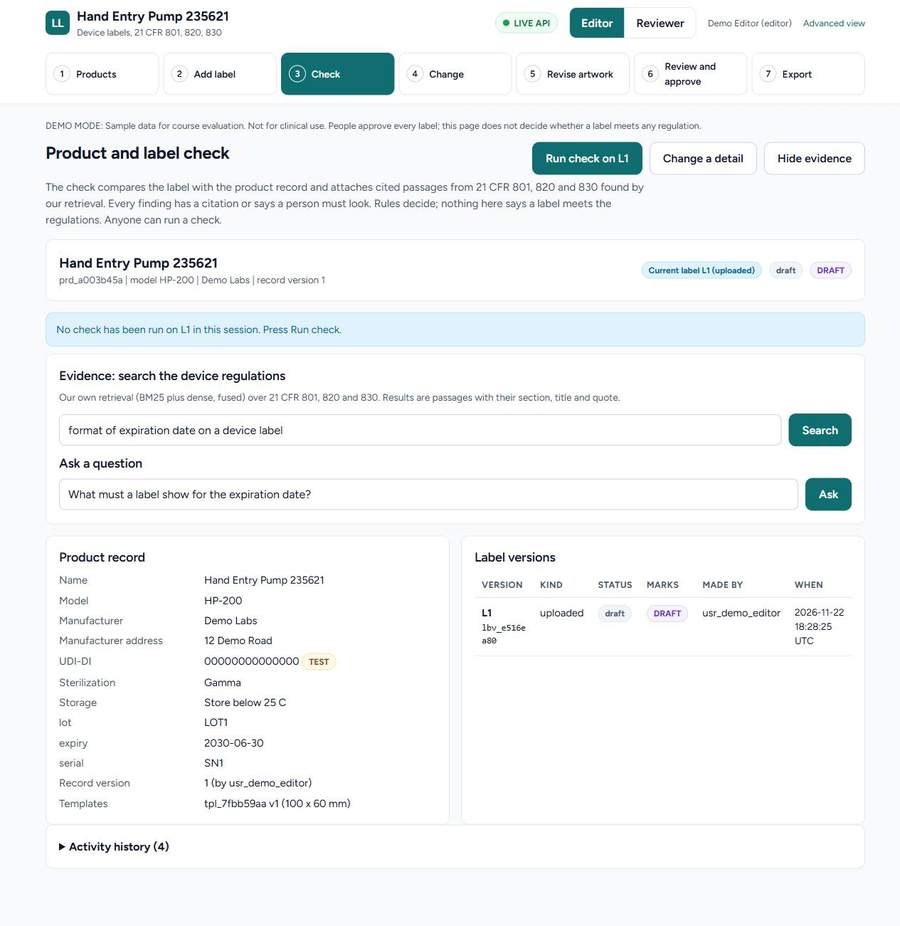 LL
Hand Entry Pump 235621
Device labels, 21 CFR 801, 820, 830
LIVE API
Editor
Reviewer
Demo Editor (editor)
Advanced view
1 Products
2 Add label
3 Check
4 Change
5 Revise artwork
6 Review and
approve
7 Export
DEMO MODE: Sample data for course evaluation. Not for clinical use. People approve every label; this page does not decide whether a label meets any regulation.
Product and label check
Run check on L1
Change a detail
Hide evidence
The check compares the label with the product record and attaches cited passages from 21 CFR 801, 820 and 830 found by
our retrieval. Every finding has a citation or says a person must look. Rules decide; nothing here says a label meets the
regulations. Anyone can run a check.
Hand Entry Pump 235621
prd_a003b45a | model HP-200 | Demo Labs | record version 1
Current label L1 (uploaded)
draft
DRAFT
No check has been run on L1 in this session. Press Run check.
Evidence: search the device regulations
Our own retrieval (BM25 plus dense, fused) over 21 CFR 801, 820 and 830. Results are passages with their section, title and quote.
format of expiration date on a device label
Search
Ask a question
What must a label show for the expiration date?
Ask
Product record
Name Hand Entry Pump 235621
Model HP-200
Manufacturer Demo Labs
Manufacturer address 12 Demo Road
UDI-DI 00000000000000 TEST
Sterilization Gamma
Storage Store below 25 C
lot LOT1
expiry 2030-06-30
serial SN1
Record version 1 (by usr_demo_editor)
Templates tpl_7fbb59aa v1 (100 x 60 mm)
Label versions
VERSION KIND STATUS MARKS MADE BY WHEN
L1 uploaded draft DRAFT usr_demo_editor 2026-11-22
lbv_e516e 18:28:25
a80 UTC
Activity history (4)